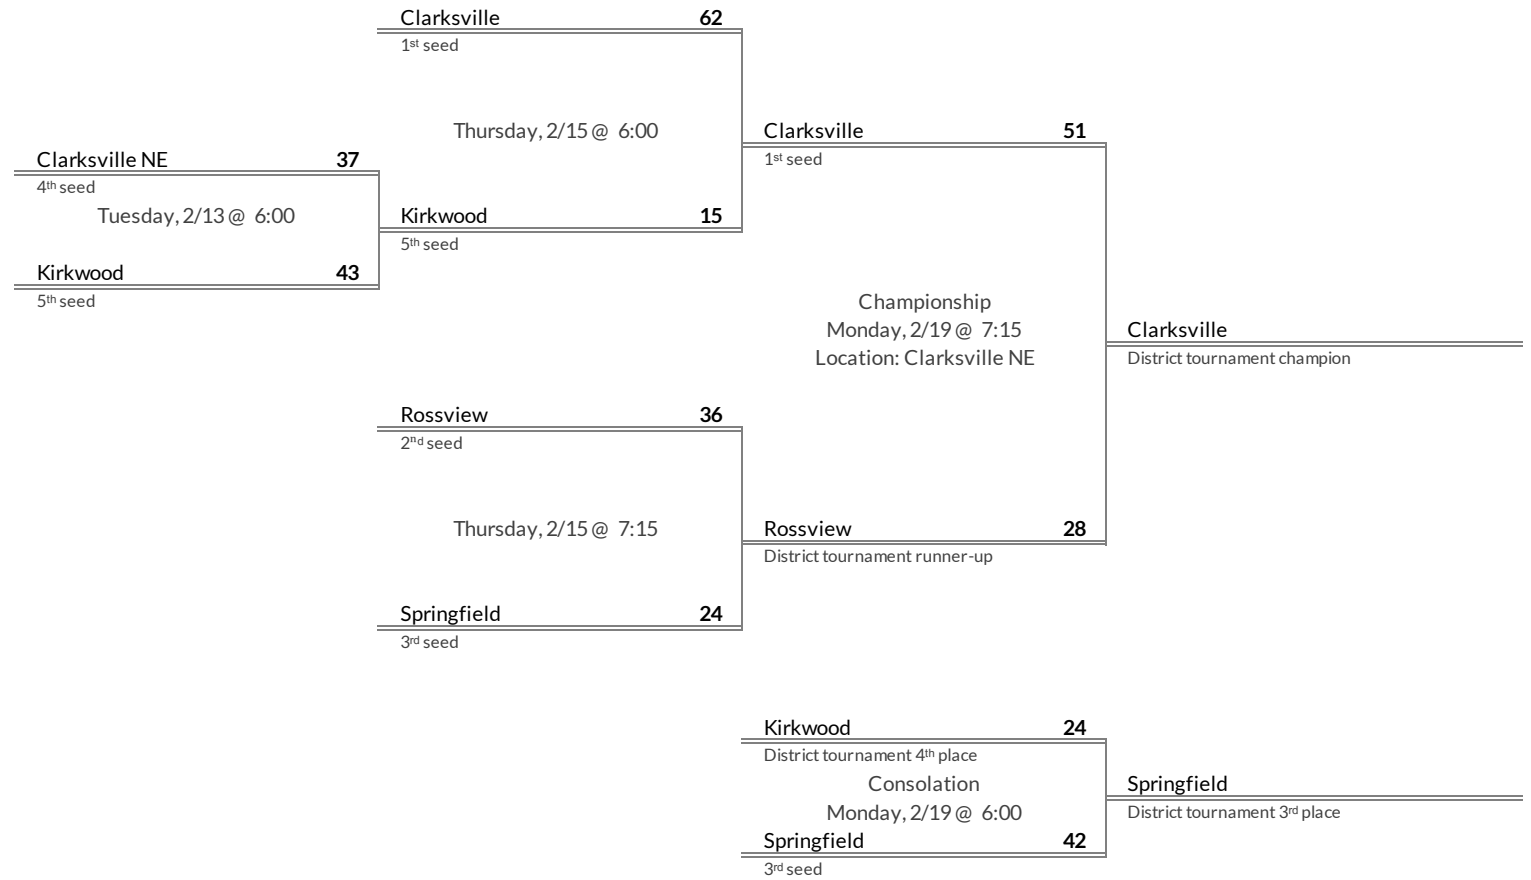 Clarksville 62
1st seed
Thursday, 2/15 @ 6:00
Clarksville 51
1st seed
Clarksville NE 37
4th seed
Tuesday, 2/13 @ 6:00
Kirkwood 15
5th seed
Kirkwood 43
5th seed
Championship
Monday, 2/19 @ 7:15
Location: Clarksville NE
Clarksville
District tournament champion
Rossview 36
2nd seed
Thursday, 2/15 @ 7:15
Rossview 28
District tournament runner-up
Springfield 24
3rd seed
Kirkwood 24
District tournament 4th place
Consolation
Monday, 2/19 @ 6:00
Springfield
District tournament 3rd place
Springfield 42
3rd seed